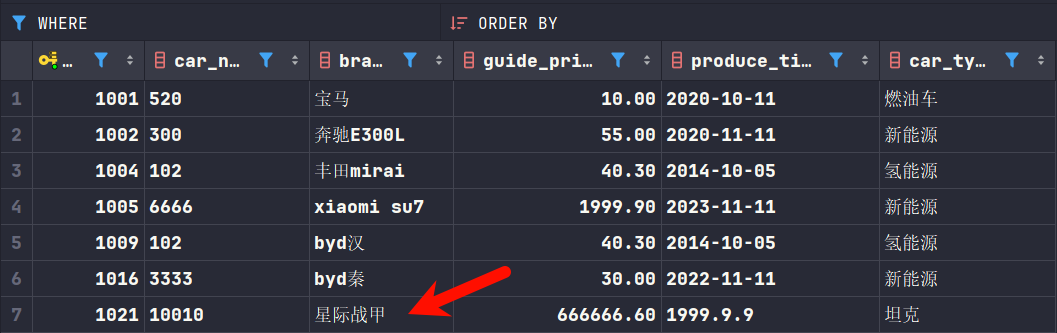 WHERE ORDER BY
... car_n... bra... guide_pri... produce_ti... car_ty...
1 1001 520 宝马 10.00 2020-10-11 燃油车
2 1002 300 奔驰E300L 55.00 2020-11-11 新能源
3 1004 102 丰田mirai 40.30 2014-10-05 氢能源
4 1005 6666 xiaomi su7 1999.90 2023-11-11 新能源
5 1009 102 byd汉 40.30 2014-10-05 氢能源
6 1016 3333 byd秦 30.00 2022-11-11 新能源
7 1021 10010 星际战甲 666666.60 1999.9.9 坦克